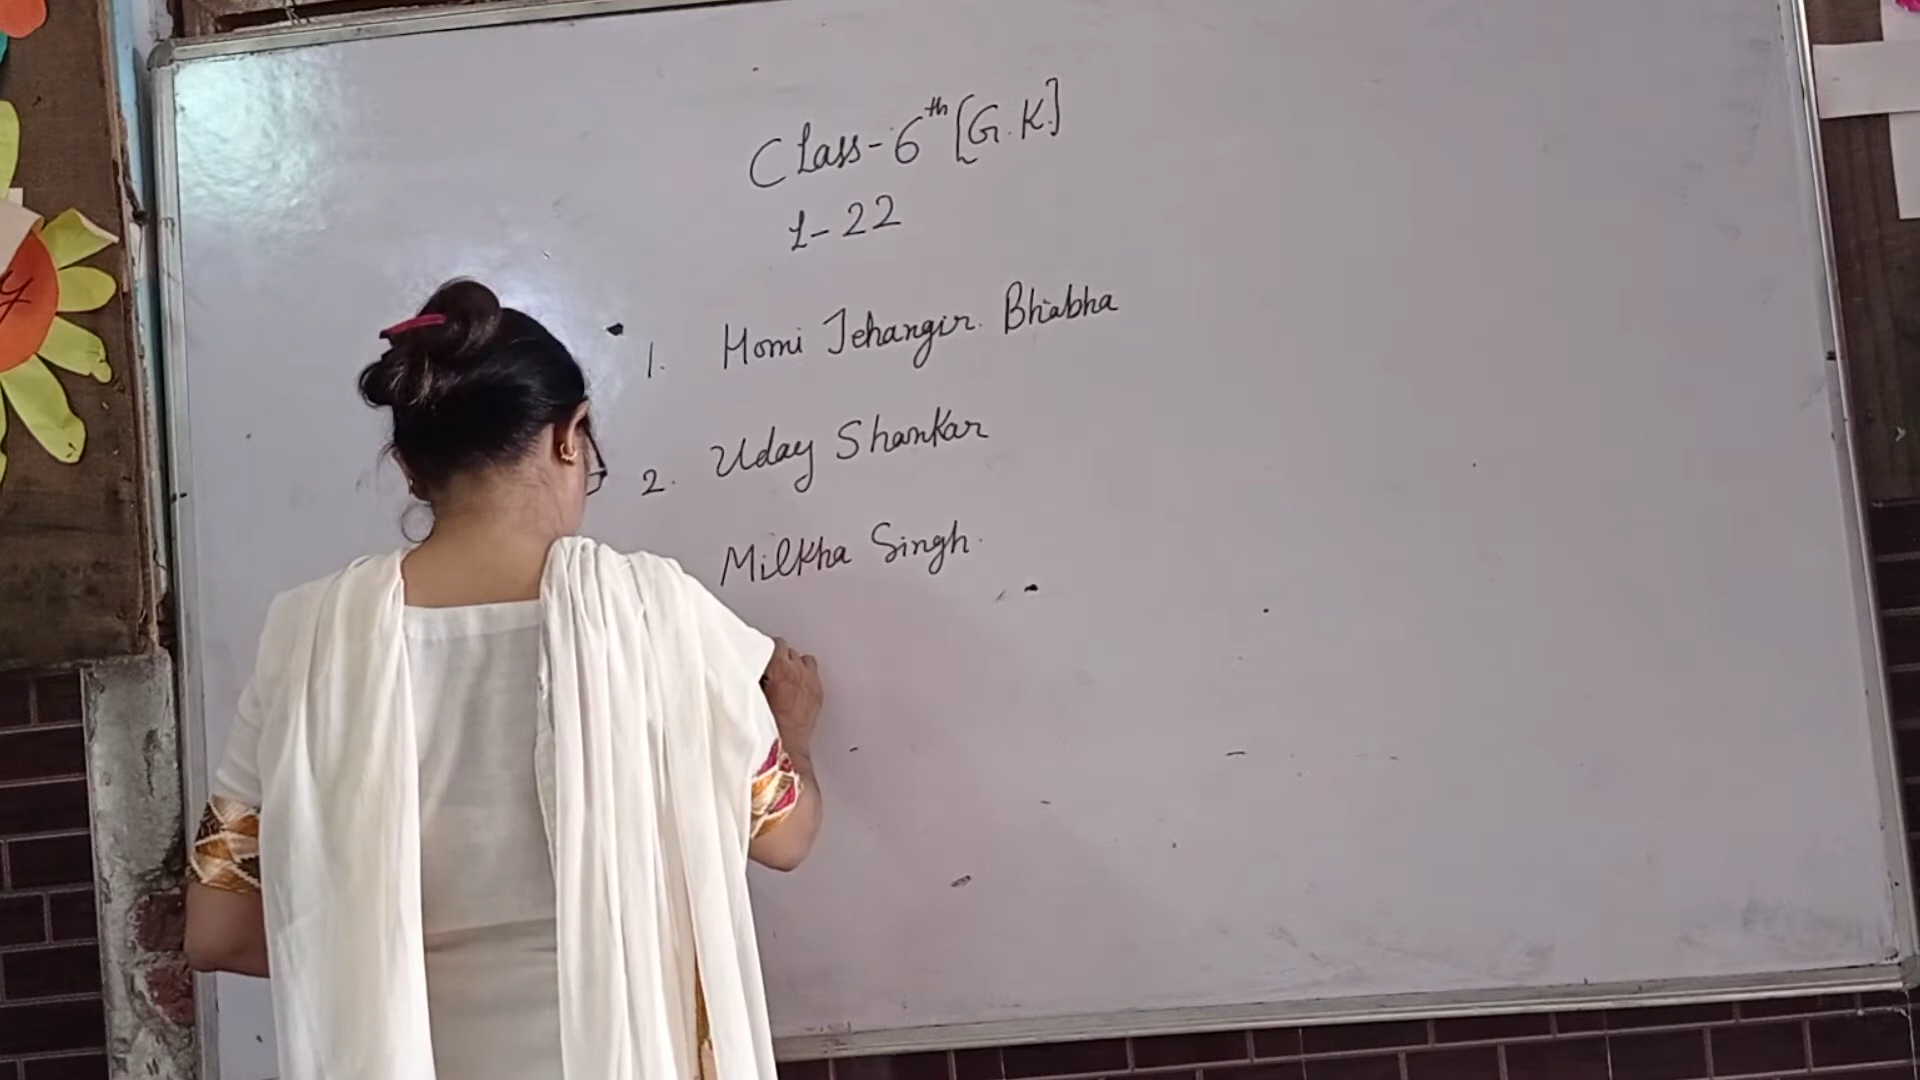 Class-6th [G.K]
L-22
1. Homi Jehangir. Bhabha
2. Uday Shankar
Milkha Singh.